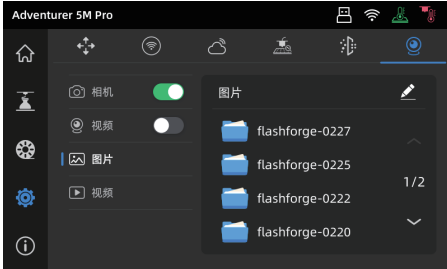 Adventurer 5M Pro
相机
视频
图片
视频
图片
flashforge-0227
flashforge-0225
flashforge-0222
flashforge-0220
1/2